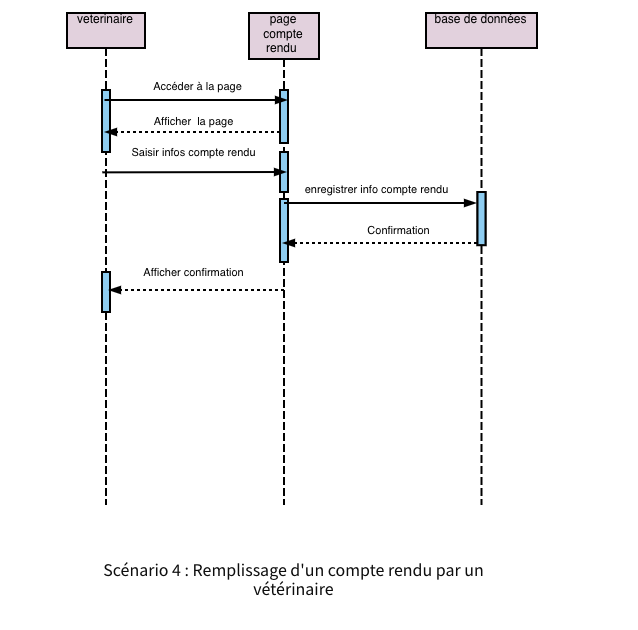 veterinaire
page
compte
rendu
base de données
Accéder à la page
Afficher la page
Saisir infos compte rendu
enregistrer info compte rendu
Confirmation
Afficher confirmation
Scénario 4 : Remplissage d'un compte rendu par un
vétérinaire